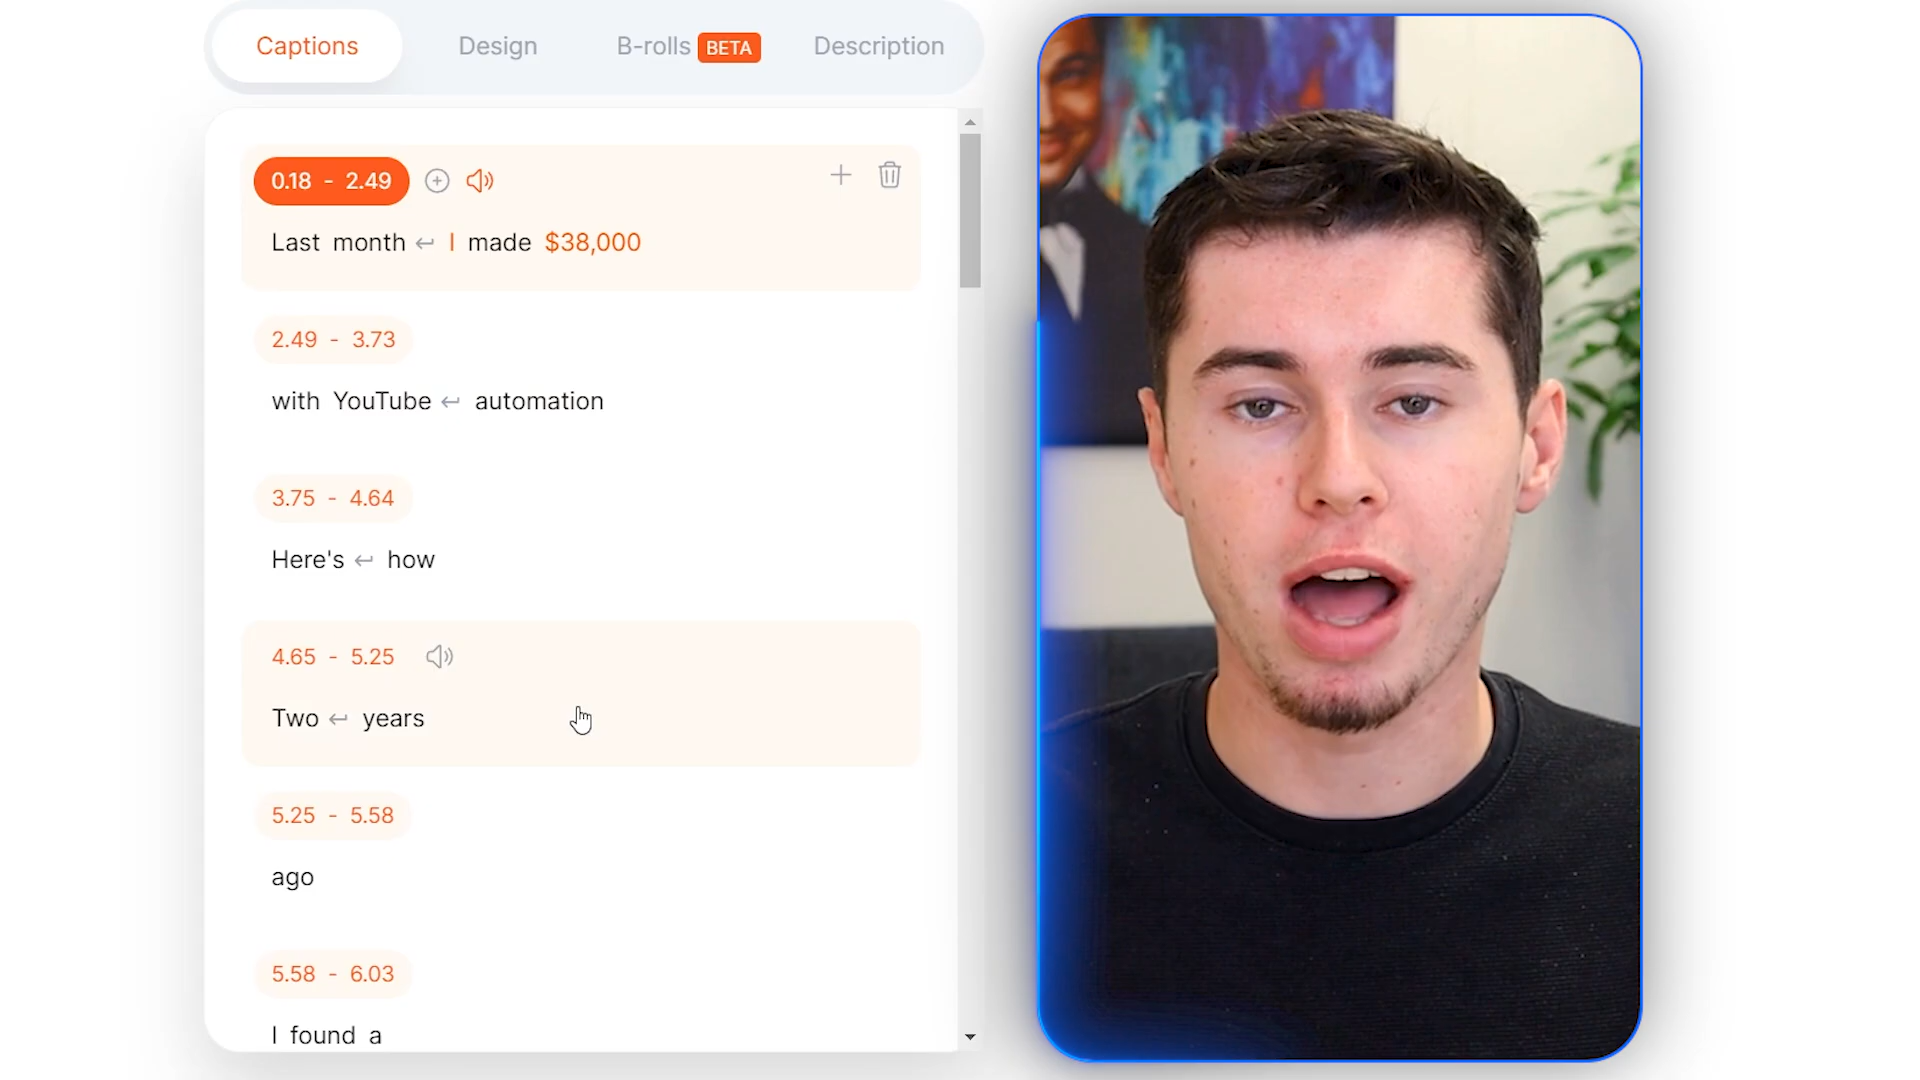 Captions Design B-rolls BETA Description
0.18 - 2.49
Last month ↩ I made $38,000
2.49 - 3.73
with YouTube ↩ automation
3.75 - 4.64
Here's ↩ how
4.65 - 5.25
Two ↩ years
5.25 - 5.58
ago
5.58 - 6.03
I found a